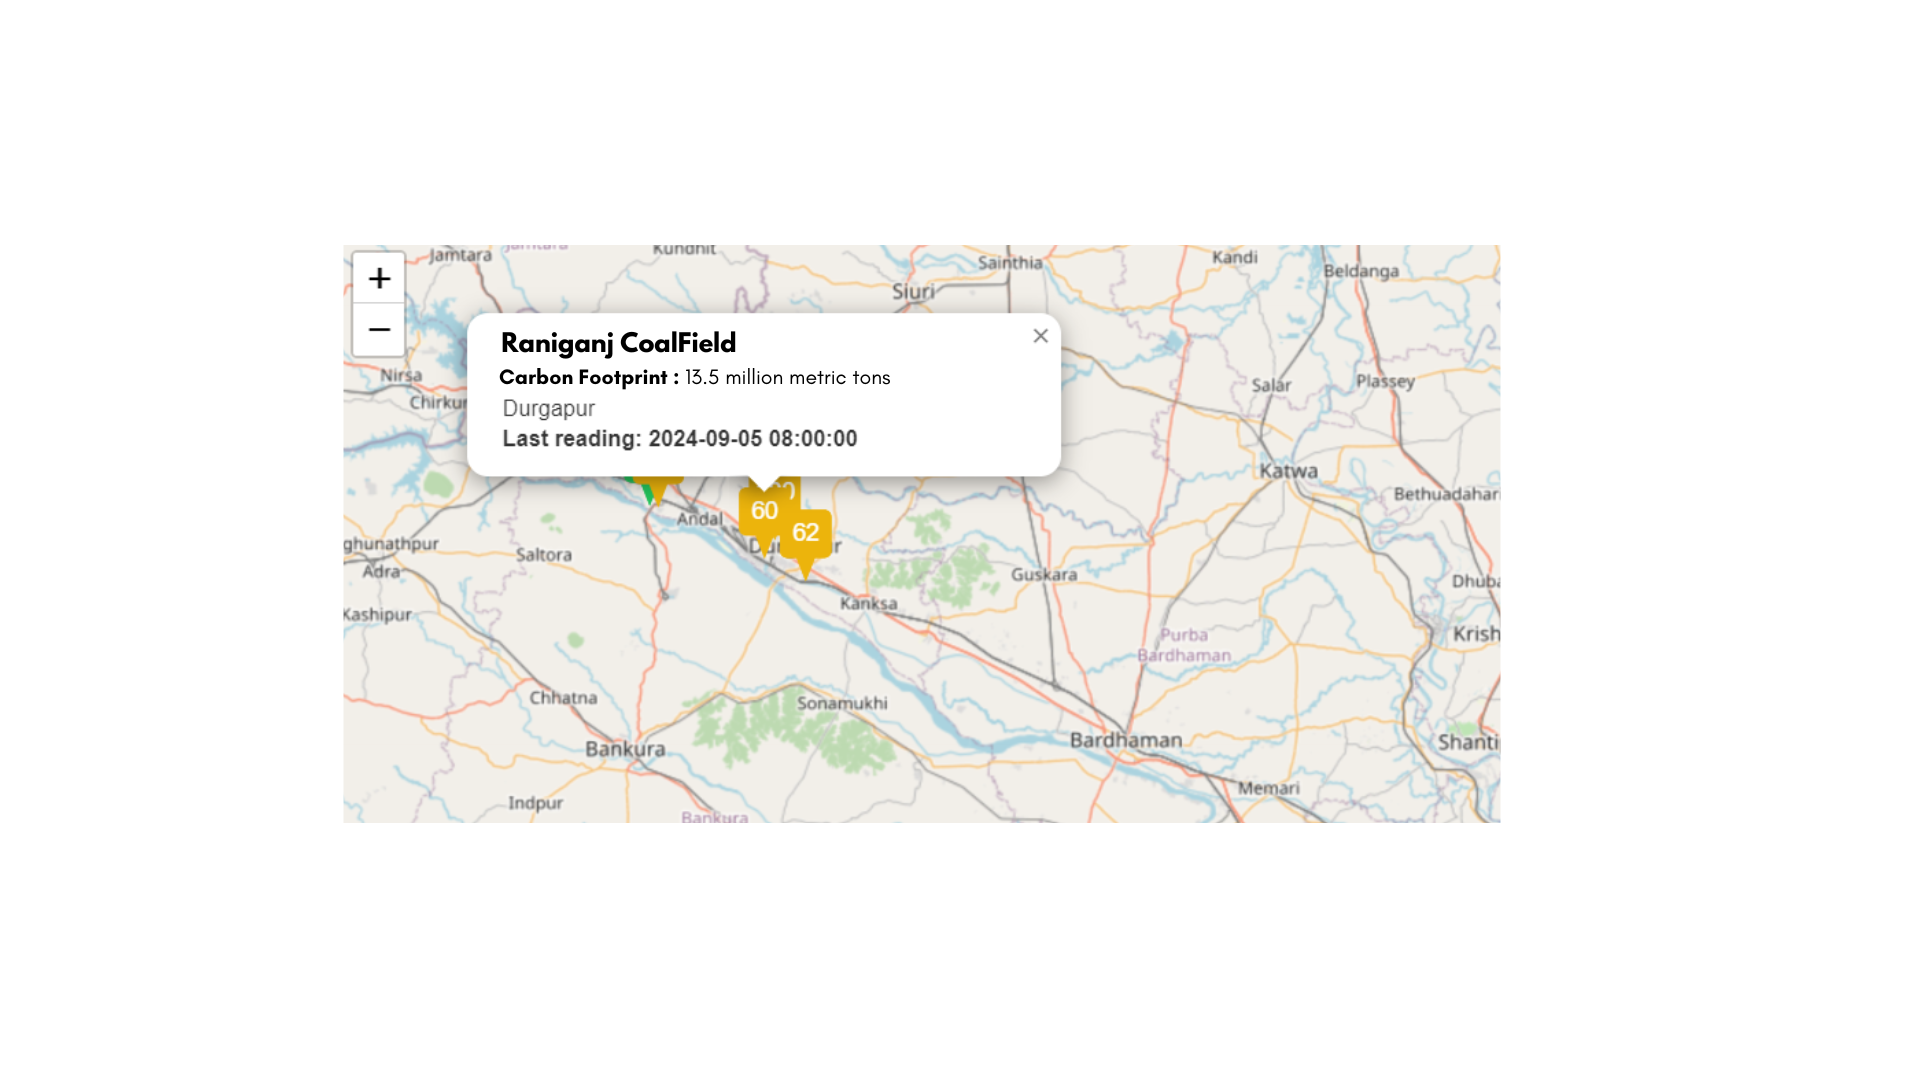 Jamtara
Jamtara
Kundhit
Sainthia
Kandi
Beldanga
+
Siuri
−
Raniganj CoalField
×
Carbon Footprint : 13.5 million metric tons
Durgapur
Last reading: 2024-09-05 08:00:00
Nirsa
Chirkun
Salar
Plassey
Katwa
Bethuadahari
60
62
Andal
ghunathpur
Saltora
Adra
Guskara
Dhuba
Kanksa
Kashipur
Purba
Bardhaman
Krish
Chhatna
Sonamukhi
Bankura
Bardhaman
Shanti
Memari
Indpur
Bankura